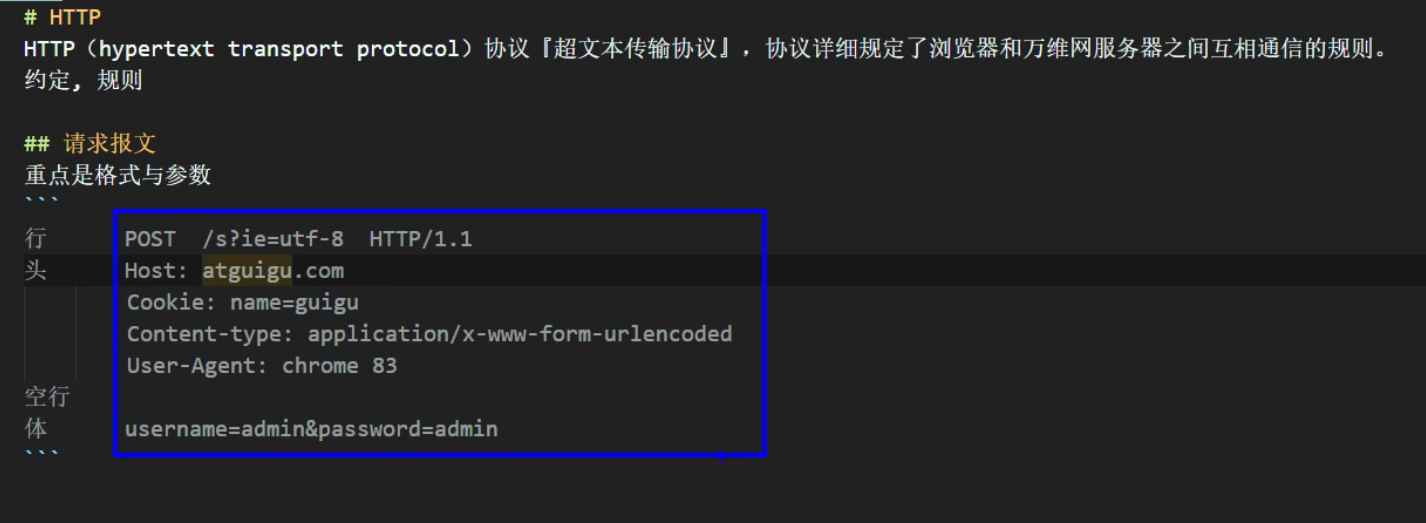 # HTTP
HTTP（hypertext transport protocol）协议『超文本传输协议』，协议详细规定了浏览器和万维网服务器之间互相通信的规则。
约定, 规则
## 请求报文
重点是格式与参数
```
行 POST /s?ie=utf-8 HTTP/1.1
头 Host: atguigu.com
Cookie: name=guigu
Content-type: application/x-www-form-urlencoded
User-Agent: chrome 83
空行
体 username=admin&password=admin
```